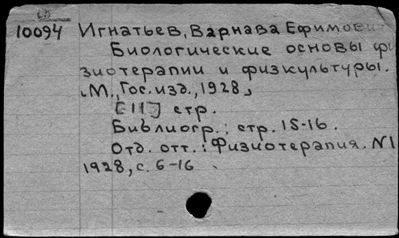 10094 Игнатьев, Варнава Ефимович
Биологические основы фи
зиотерапии и физкультуры.
М., Гос. изд., 1928.
[11] стр.
Библиогр.: стр. 15-16.
Отд. отт.: Физиотерапия. N1
1928, с. 6-16